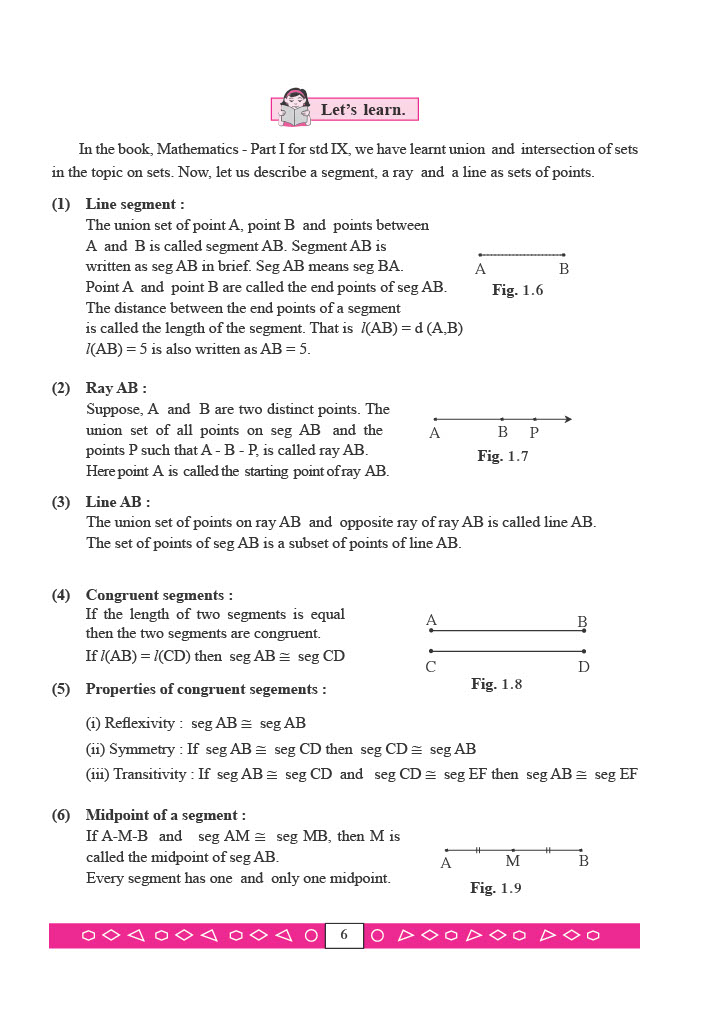 Let's learn.
In the book, Mathematics - Part I for std IX, we have learnt union and intersection of sets
in the topic on sets. Now, let us describe a segment, a ray and a line as sets of points.
(1) Line segment :
The union set of point A, point B and points between
A and B is called segment AB. Segment AB is
written as seg AB in brief. Seg AB means seg BA.
Point A and point B are called the end points of seg AB.
The distance between the end points of a segment
is called the length of the segment. That is l(AB) = d (A,B)
l(AB) = 5 is also written as AB = 5.
A B
Fig. 1.6
(2) Ray AB :
Suppose, A and B are two distinct points. The
union set of all points on seg AB and the
points P such that A - B - P, is called ray AB.
Here point A is called the starting point of ray AB.
A B P
Fig. 1.7
(3) Line AB :
The union set of points on ray AB and opposite ray of ray AB is called line AB.
The set of points of seg AB is a subset of points of line AB.
(4) Congruent segments :
If the length of two segments is equal
then the two segments are congruent.
If l(AB) = l(CD) then seg AB ≅ seg CD
A B
C D
Fig. 1.8
(5) Properties of congruent segements :
(i) Reflexivity : seg AB ≅ seg AB
(ii) Symmetry : If seg AB ≅ seg CD then seg CD ≅ seg AB
(iii) Transitivity : If seg AB ≅ seg CD and seg CD ≅ seg EF then seg AB ≅ seg EF
(6) Midpoint of a segment :
If A-M-B and seg AM ≅ seg MB, then M is
called the midpoint of seg AB.
Every segment has one and only one midpoint.
A M B
Fig. 1.9
6